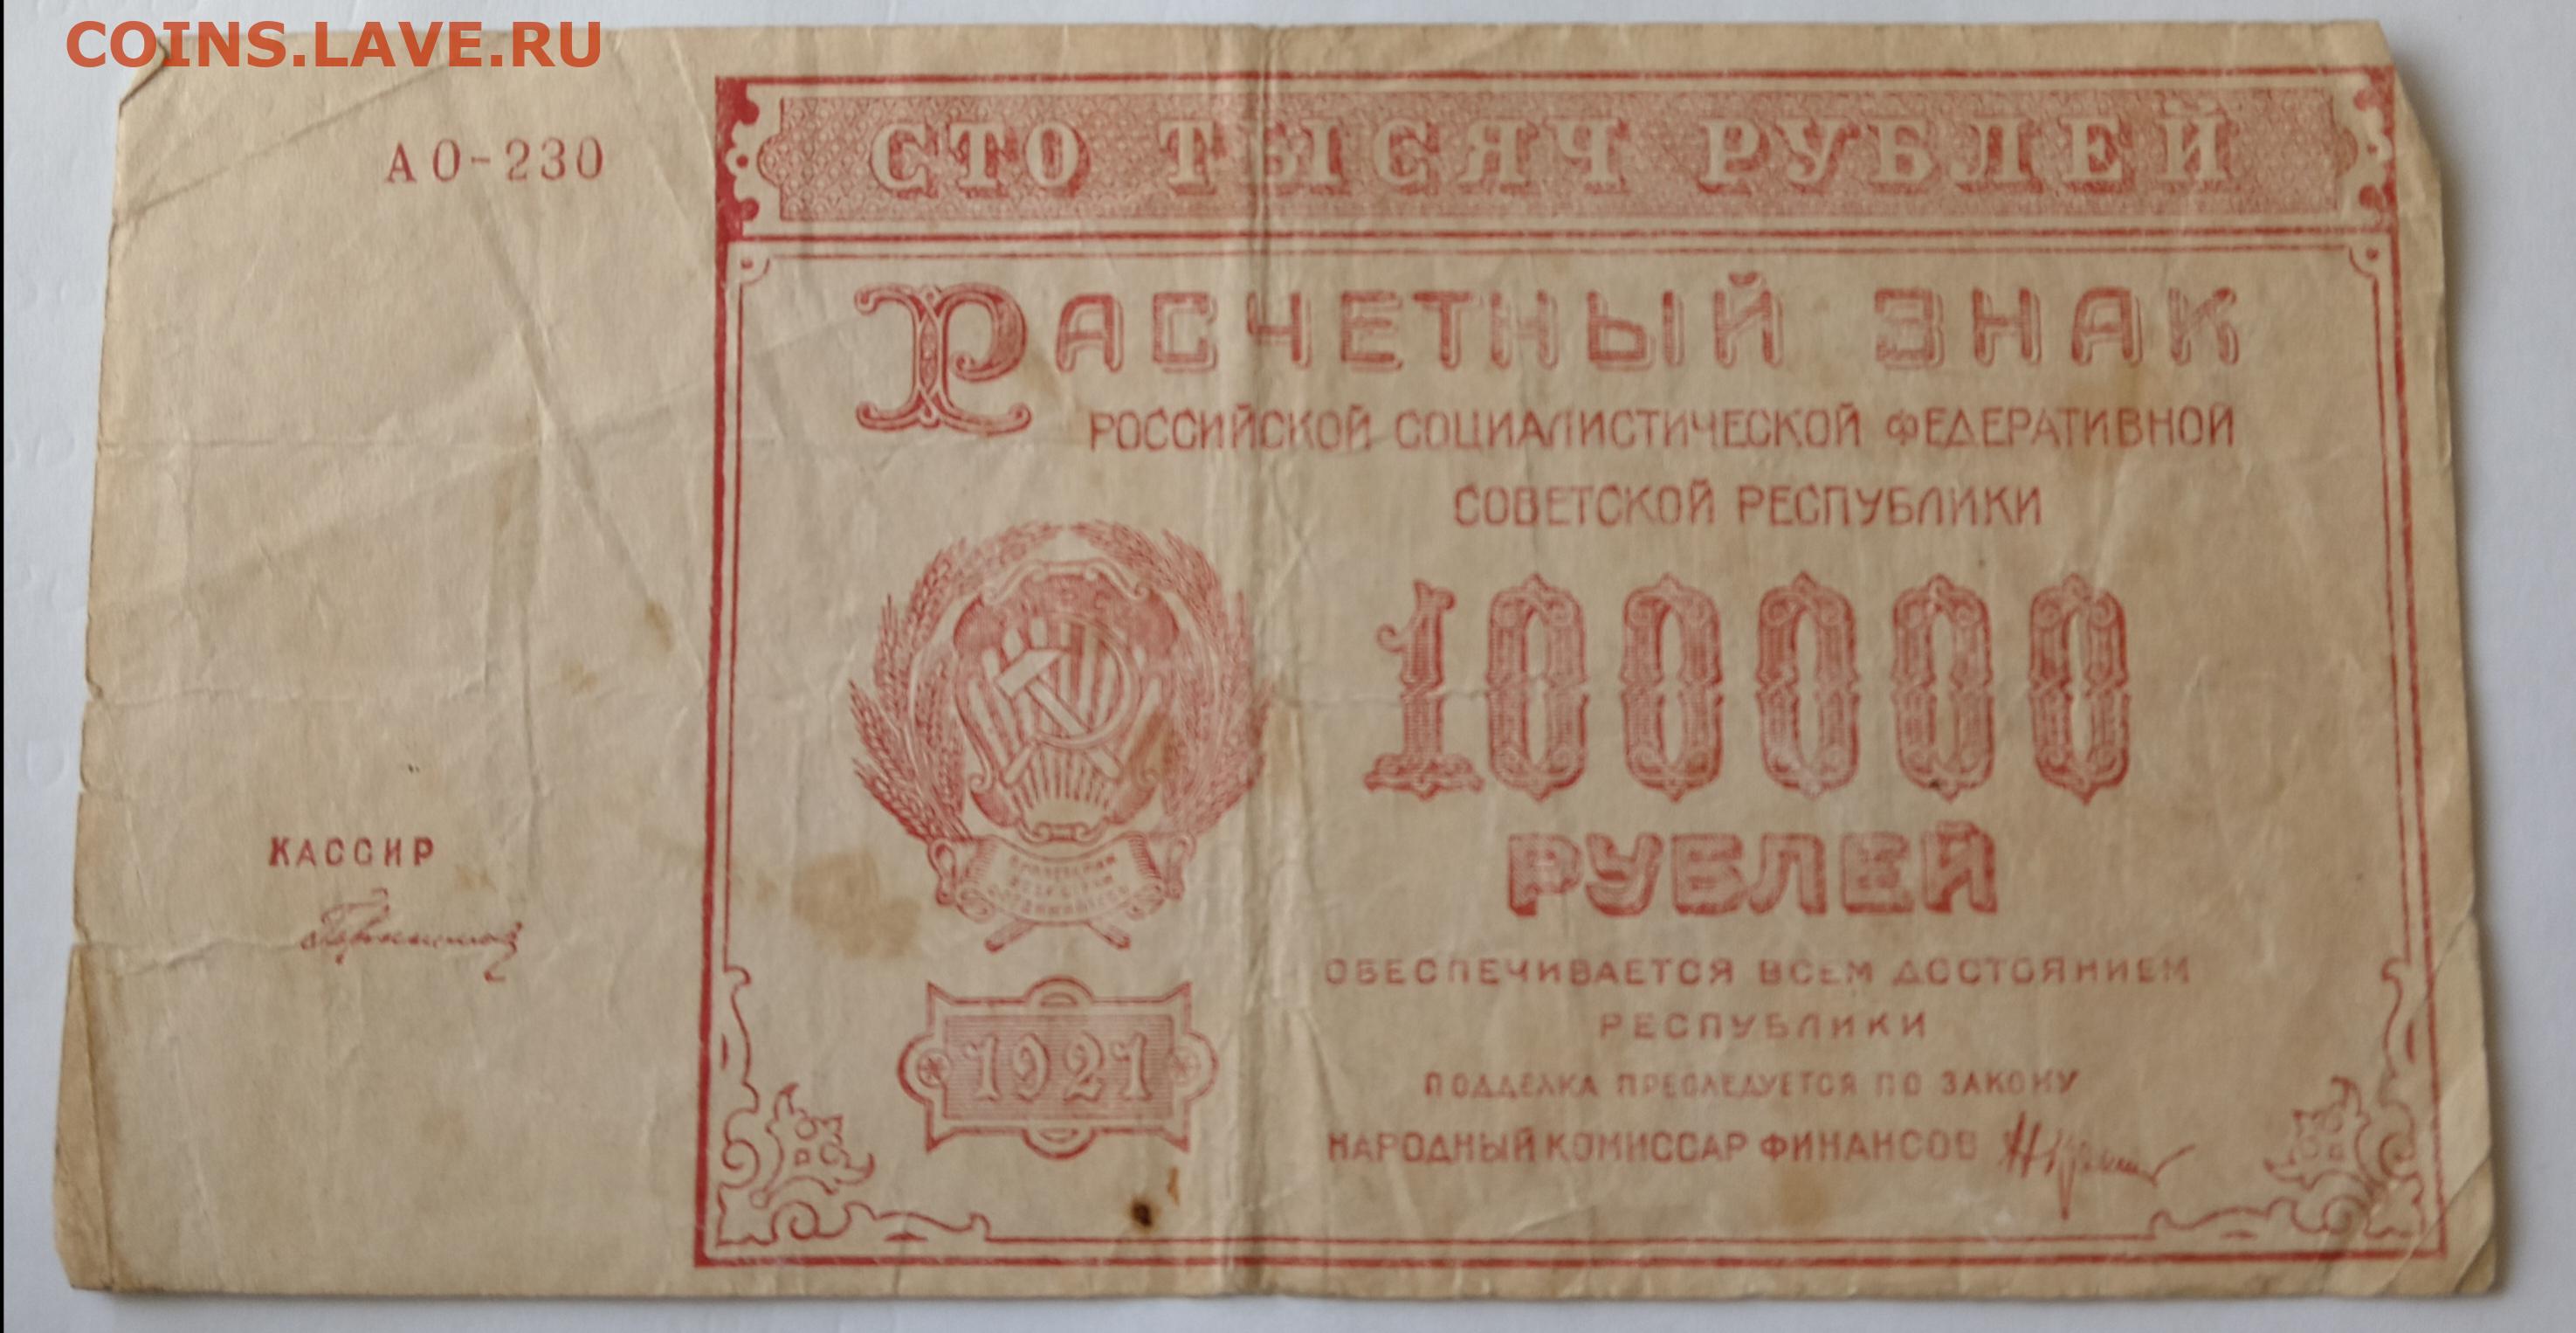 COINS.LAVE.RU
АО-230
СТО ТЫСЯЧ РУБЛЕЙ
РАСЧЕТНЫЙ ЗНАК
РОССИЙСКОЙ СОЦИАЛИСТИЧЕСКОЙ ФЕДЕРАТИВНОЙ
СОВЕТСКОЙ РЕСПУБЛИКИ
100000
РУБЛЕЙ
КАССИР
ОБЕСПЕЧИВАЕТСЯ ВСЕМ ДОСТОЯНИЕМ
РЕСПУБЛИКИ
1921
ПОДДЕЛКА ПРЕСЛЕДУЕТСЯ ПО ЗАКОНУ
НАРОДНЫЙ КОМИССАР ФИНАНСОВ